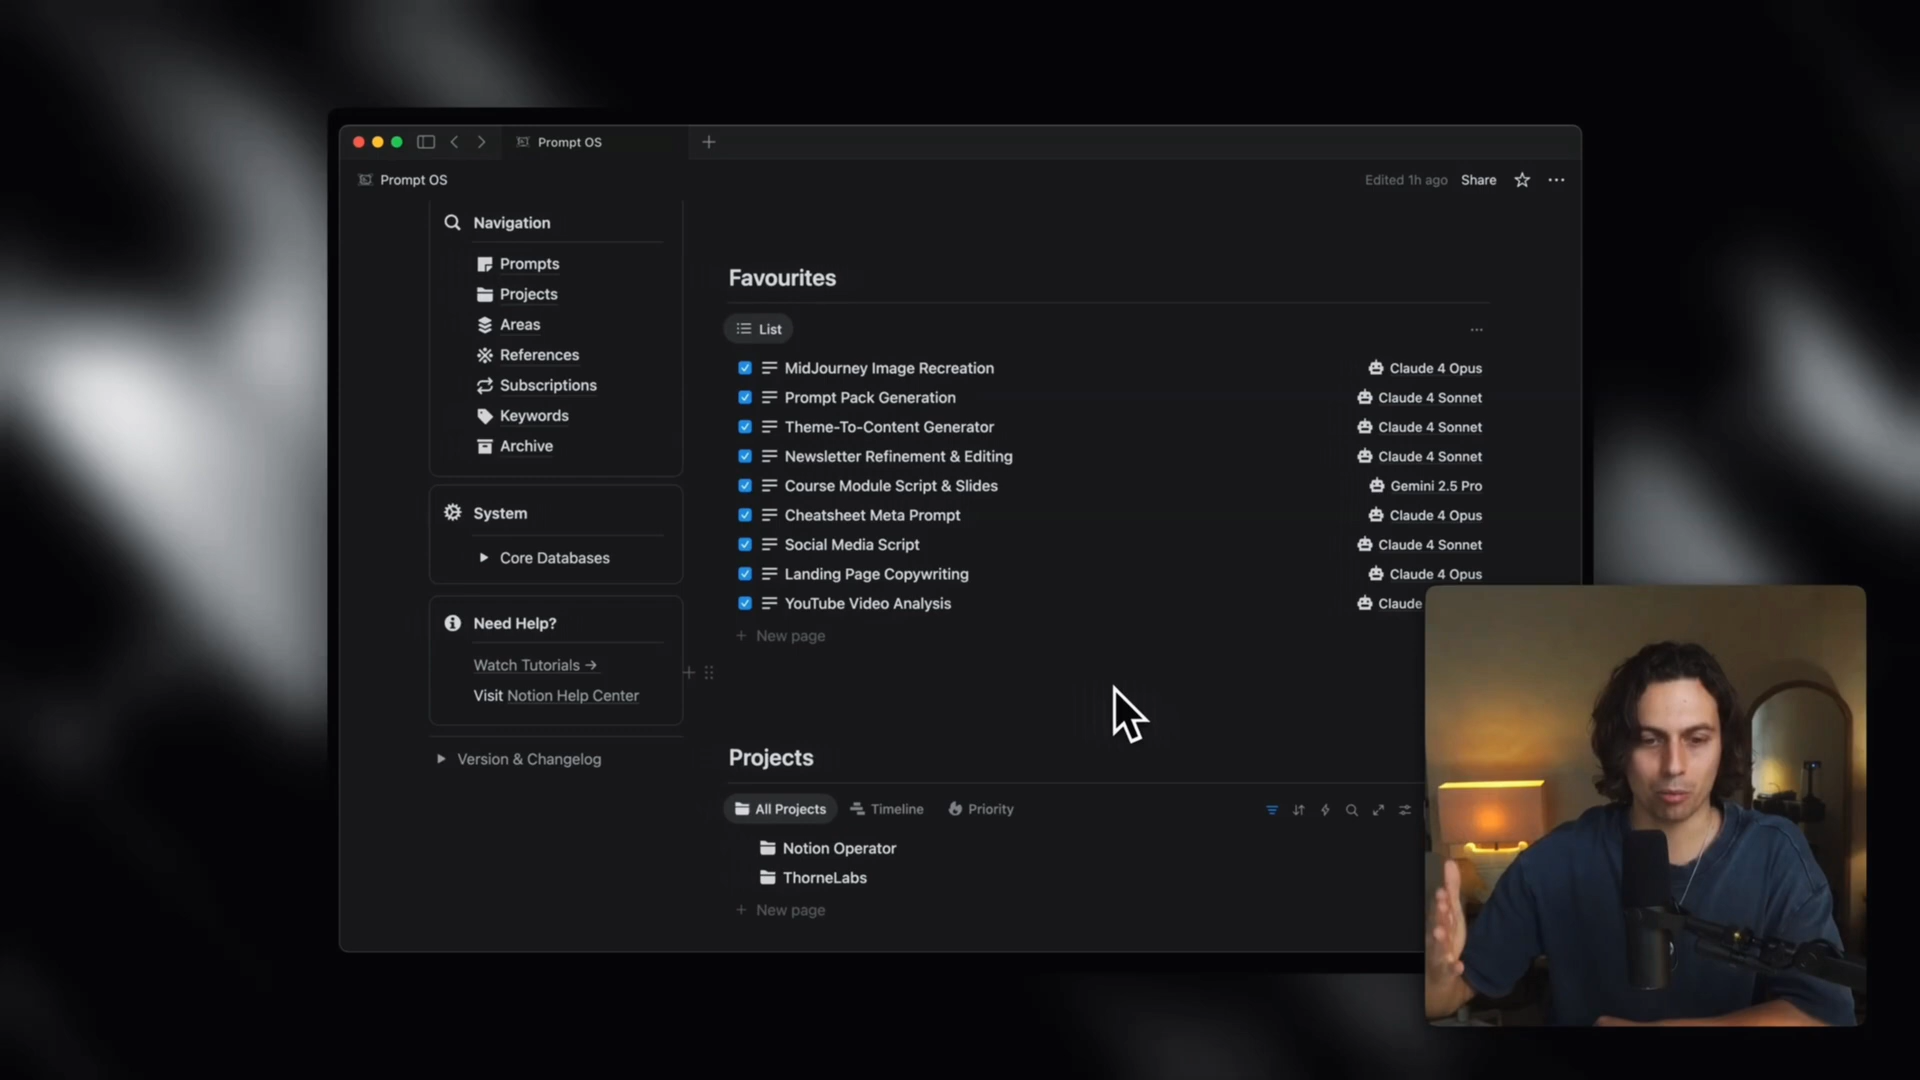 Prompt OS
Prompt OS
Edited 1h ago Share
Navigation
Prompts
Projects
Areas
References
Subscriptions
Keywords
Archive
System
Core Databases
Need Help?
Watch Tutorials →
Visit Notion Help Center
Version & Changelog
Favourites
List
MidJourney Image Recreation Claude 4 Opus
Prompt Pack Generation Claude 4 Sonnet
Theme-To-Content Generator Claude 4 Sonnet
Newsletter Refinement & Editing Claude 4 Sonnet
Course Module Script & Slides Gemini 2.5 Pro
Cheatsheet Meta Prompt Claude 4 Opus
Social Media Script Claude 4 Sonnet
Landing Page Copywriting Claude 4 Opus
YouTube Video Analysis Claude
+ New page
Projects
All Projects Timeline Priority
Notion Operator
ThorneLabs
+ New page